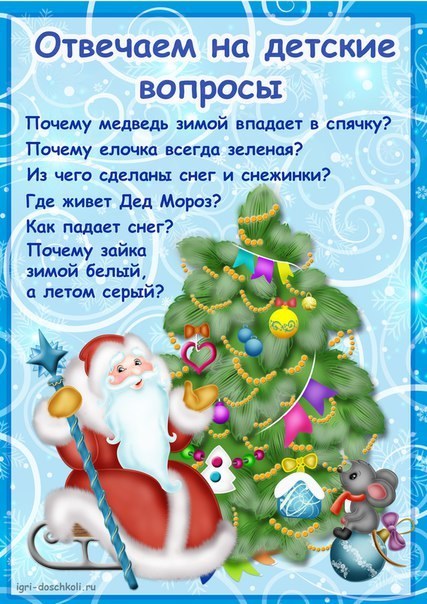 Отвечаем на детские
вопросы
Почему медведь зимой впадает в спячку?
Почему елочка всегда зеленая?
Из чего сделаны снег и снежинки?
Где живет Дед Мороз?
Как падает снег?
Почему зайка
зимой белый,
а летом серый?
igri-doschkoli.ru